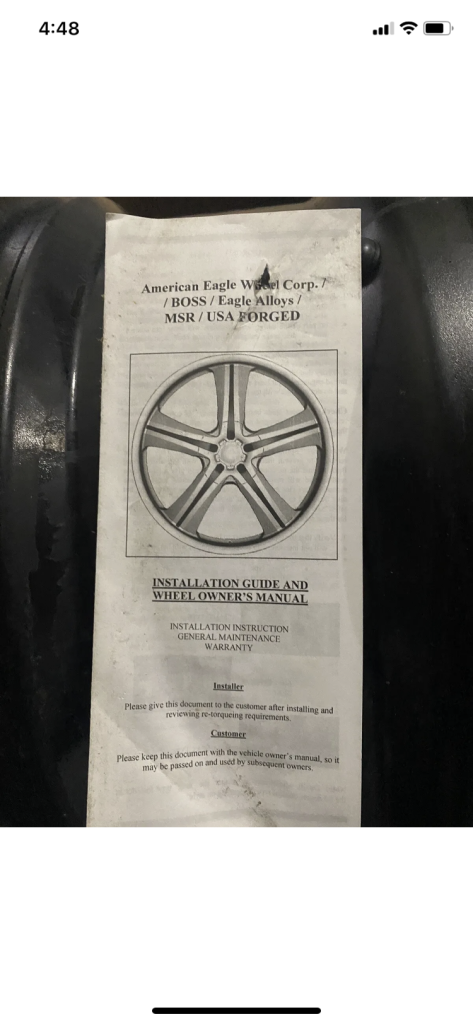 4:48
American Eagle Wheel Corp. /
/ BOSS / Eagle Alloys /
MSR / USA FORGED
INSTALLATION GUIDE AND
WHEEL OWNER'S MANUAL
INSTALLATION INSTRUCTION
GENERAL MAINTENANCE
WARRANTY
Installer
Please give this document to the customer after installing and
reviewing re-torqueing requirements.
Customer
Please keep this document with the vehicle owner's manual, so it
may be passed on and used by subsequent owners.